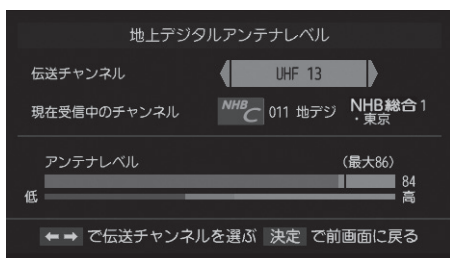 地上デジタルアンテナレベル
伝送チャンネル UHF 13
現在受信中のチャンネル NHB C 011 地デジ NHB総合1・東京
アンテナレベル (最大86)
84
低 高
⬅➡ で伝送チャンネルを選ぶ 決定 で前画面に戻る